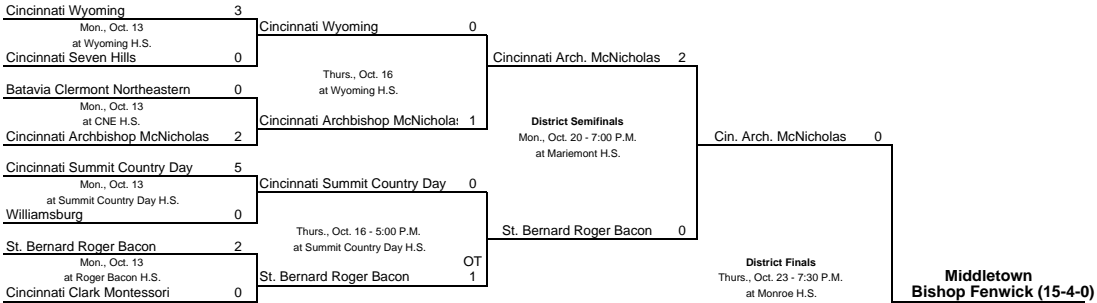 Cincinnati Wyoming 3
Mon., Oct. 13
at Wyoming H.S.
Cincinnati Seven Hills 0
Batavia Clermont Northeastern 0
Mon., Oct. 13
at CNE H.S.
Cincinnati Archbishop McNicholas 2
Cincinnati Summit Country Day 5
Mon., Oct. 13
at Summit Country Day H.S.
Williamsburg 0
St. Bernard Roger Bacon 2
Mon., Oct. 13
at Roger Bacon H.S.
Cincinnati Clark Montessori 0
Cincinnati Wyoming 0
Thurs., Oct. 16
at Wyoming H.S.
Cincinnati Archbishop McNicholas 1
Cincinnati Summit Country Day 0
Thurs., Oct. 16 - 5:00 P.M.
at Summit Country Day H.S.
OT
St. Bernard Roger Bacon 1
Cincinnati Arch. McNicholas 2
District Semifinals
Mon., Oct. 20 - 7:00 P.M.
at Mariemont H.S.
St. Bernard Roger Bacon 0
Cin. Arch. McNicholas 0
District Finals
Thurs., Oct. 23 - 7:30 P.M.
at Monroe H.S.
Middletown
Bishop Fenwick (15-4-0)